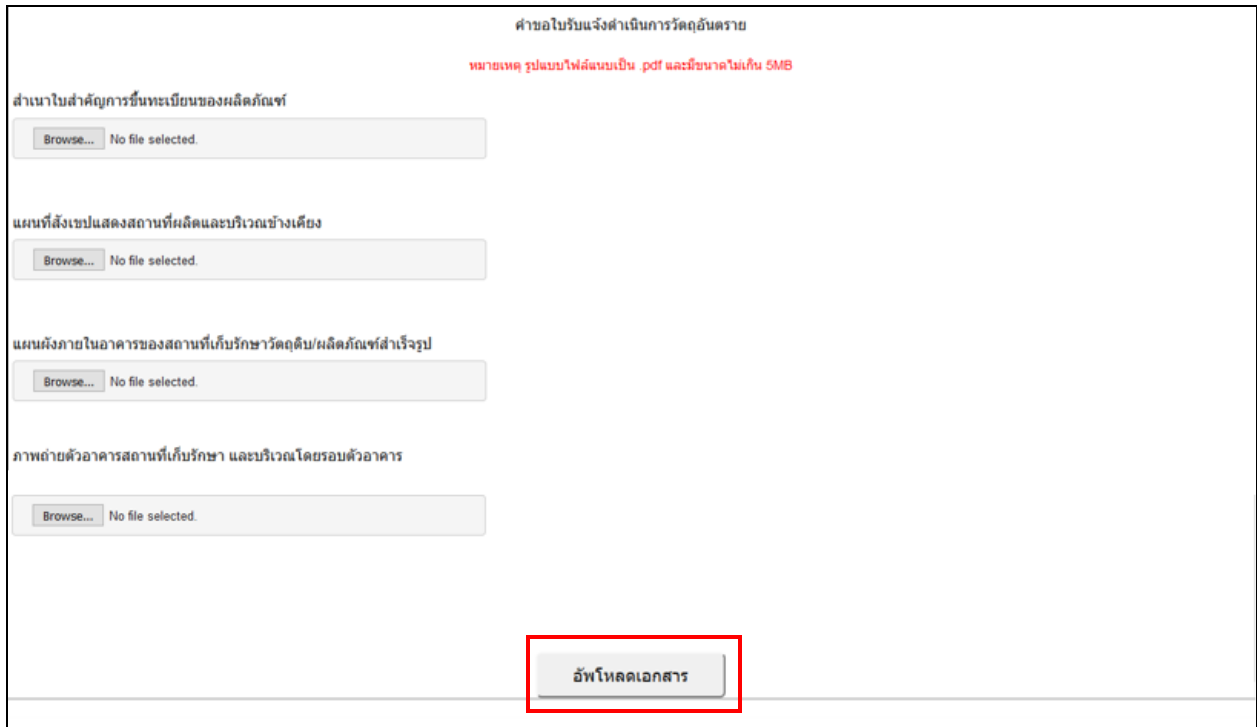 คำขอใบรับแจ้งดำเนินการวัตถุอันตราย
หมายเหตุ รูปแบบไฟล์แนบเป็น .pdf และมีขนาดไม่เกิน 5MB
สำเนาใบสำคัญการขึ้นทะเบียนของผลิตภัณฑ์
Browse... No file selected.
แผนที่สังเขปแสดงสถานที่ผลิตและบริเวณข้างเคียง
Browse... No file selected.
แผนผังภายในอาคารของสถานที่เก็บรักษาวัตถุดิบ/ผลิตภัณฑ์สำเร็จรูป
Browse... No file selected.
ภาพถ่ายตัวอาคารสถานที่เก็บรักษา และบริเวณโดยรอบตัวอาคาร
Browse... No file selected.
อัพโหลดเอกสาร